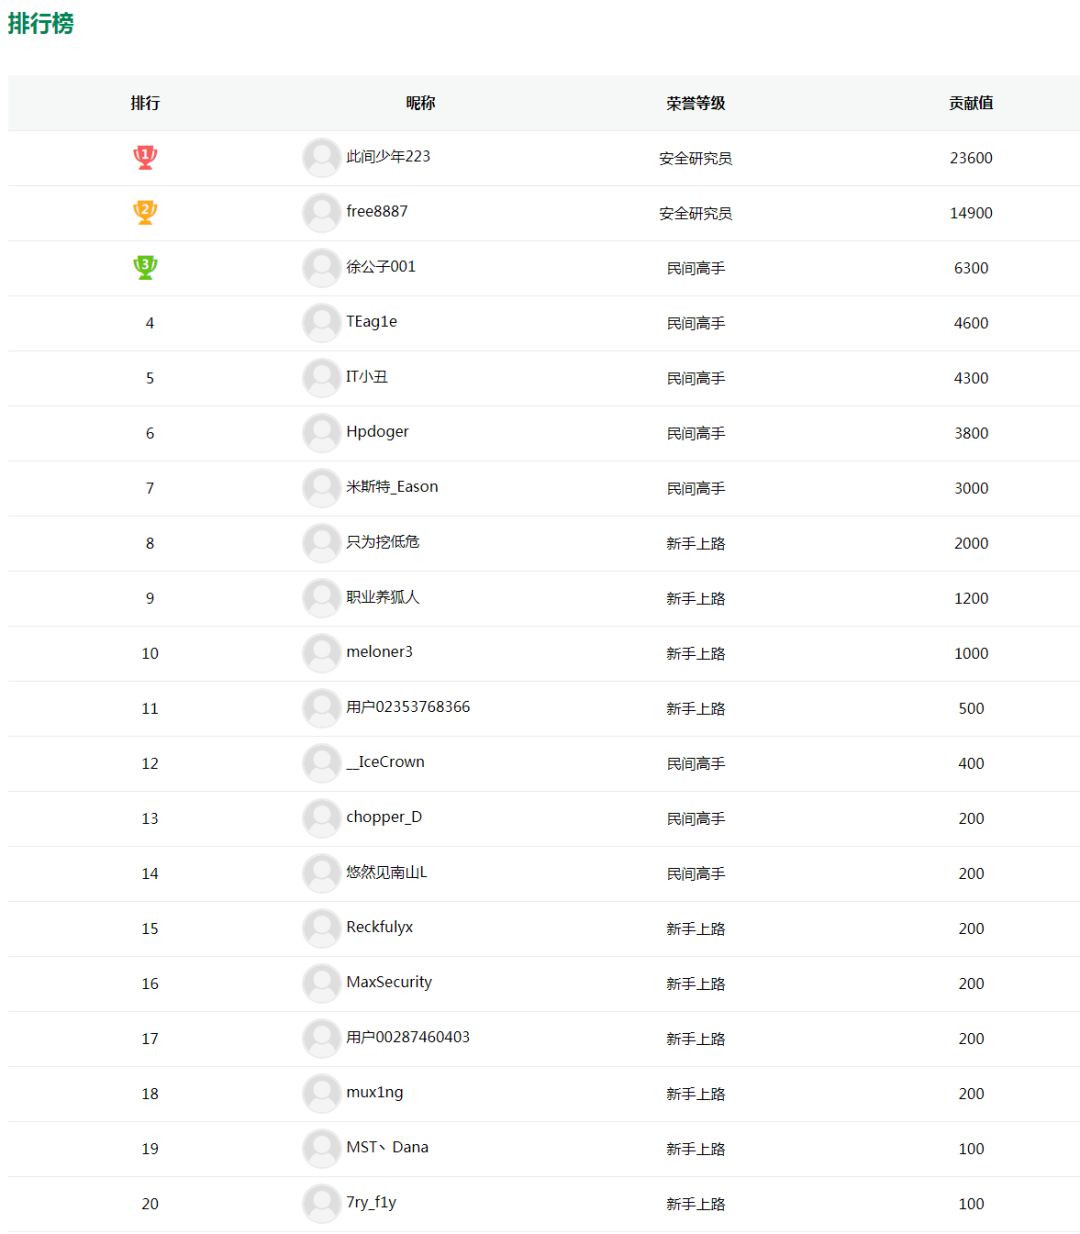 排行榜
排行 昵称 荣誉等级 贡献值
1 此间少年223 安全研究员 23600
2 free8887 安全研究员 14900
3 徐公子001 民间高手 6300
4 TEag1e 民间高手 4600
5 IT小丑 民间高手 4300
6 Hpdoger 民间高手 3800
7 米斯特_Eason 民间高手 3000
8 只为挖低危 新手上路 2000
9 职业养狐人 新手上路 1200
10 meloner3 新手上路 1000
11 用户02353768366 新手上路 500
12 __IceCrown 民间高手 400
13 chopper_D 民间高手 200
14 悠然见南山L 民间高手 200
15 Reckfulyx 新手上路 200
16 MaxSecurity 新手上路 200
17 用户00287460403 新手上路 200
18 mux1ng 新手上路 200
19 MST丶Dana 新手上路 100
20 7ry_f1y 新手上路 100